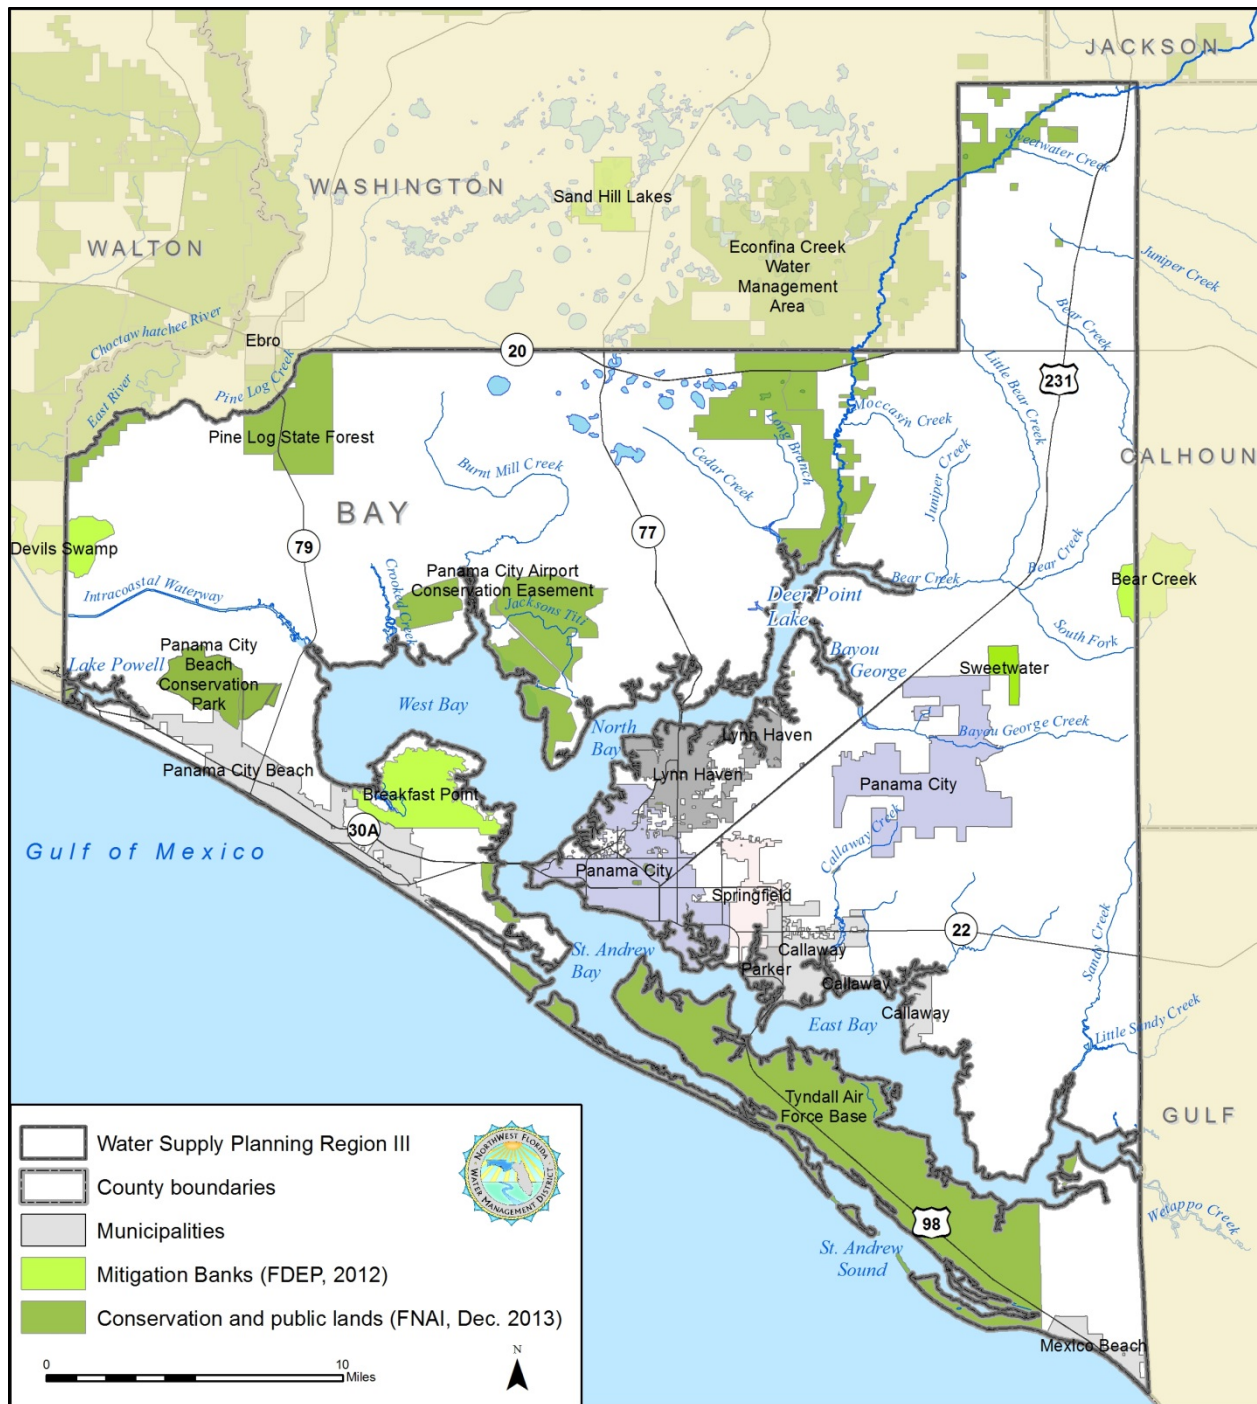 JACKSON
WASHINGTON
Sand Hill Lakes
Sweetwater Creek
WALTON
Econfina Creek
Water
Management
Area
Juniper Creek
Choctawhatchee River
Ebro
Bear Creek
20
East River
Pine Log Creek
Little Bear Creek
231
Pine Log State Forest
Moccasin Creek
Long Branch
Cedar Creek
Burnt Mill Creek
Juniper Creek
CALHOUN
BAY
77
79
Devils Swamp
Bear Creek
Panama City Airport
Conservation Easement
Bear Creek
Bear Creek
Intracoastal Waterway
Crooked Creek
Jacksons Titi
Deer Point
Lake
South Fork
Panama City
Beach
Conservation
Park
Lake Powell
Bayou
George
Sweetwater
West Bay
North
Bay
Lynn Haven
Bayou George Creek
Panama City Beach
Lynn Haven
Panama City
Breakfast Point
30A
Callaway Creek
Gulf of Mexico
Panama City
Springfield
22
Sandy Creek
St. Andrew
Bay
Callaway
Parker
Callaway
Callaway
East Bay
Little Sandy Creek
Tyndall Air
Force Base
GULF
Wetappo Creek
98
St. Andrew
Sound
Mexico Beach
Water Supply Planning Region III
County boundaries
Municipalities
Mitigation Banks (FDEP, 2012)
Conservation and public lands (FNAI, Dec. 2013)
NORTHWEST FLORIDA
WATER MANAGEMENT DISTRICT
0 10
Miles
N